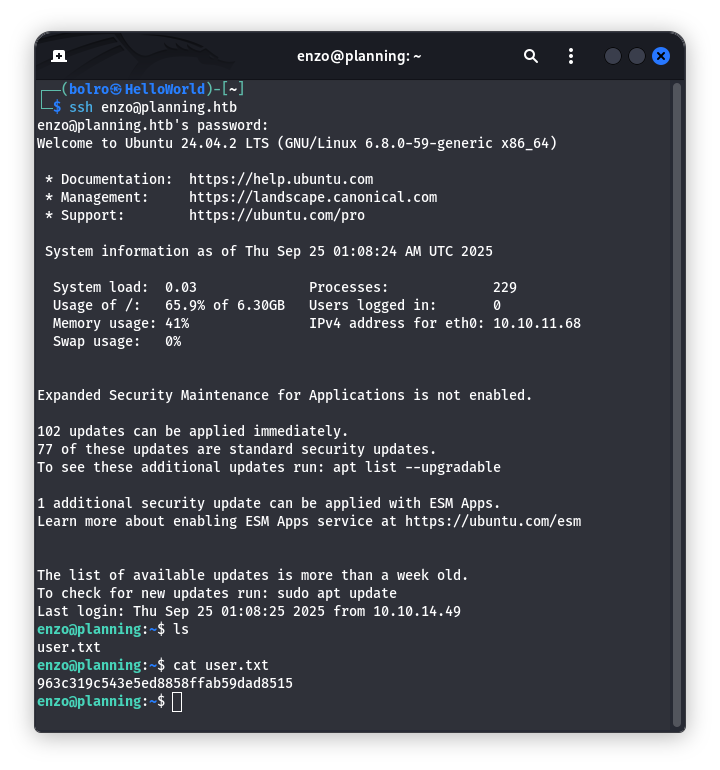 enzo@planning: ~
┌──(bolro㉿HelloWorld)-[~]
└─$ ssh enzo@planning.htb
enzo@planning.htb's password:
Welcome to Ubuntu 24.04.2 LTS (GNU/Linux 6.8.0-59-generic x86_64)
* Documentation:  https://help.ubuntu.com
* Management:     https://landscape.canonical.com
* Support:        https://ubuntu.com/pro
System information as of Thu Sep 25 01:08:24 AM UTC 2025
System load:  0.03              Processes:             229
Usage of /:   65.9% of 6.30GB   Users logged in:       0
Memory usage: 41%               IPv4 address for eth0: 10.10.11.68
Swap usage:   0%
Expanded Security Maintenance for Applications is not enabled.
102 updates can be applied immediately.
77 of these updates are standard security updates.
To see these additional updates run: apt list --upgradable
1 additional security update can be applied with ESM Apps.
Learn more about enabling ESM Apps service at https://ubuntu.com/esm
The list of available updates is more than a week old.
To check for new updates run: sudo apt update
Last login: Thu Sep 25 01:08:25 2025 from 10.10.14.49
enzo@planning:~$ ls
user.txt
enzo@planning:~$ cat user.txt
963c319c543e5ed8858ffab59dad8515
enzo@planning:~$